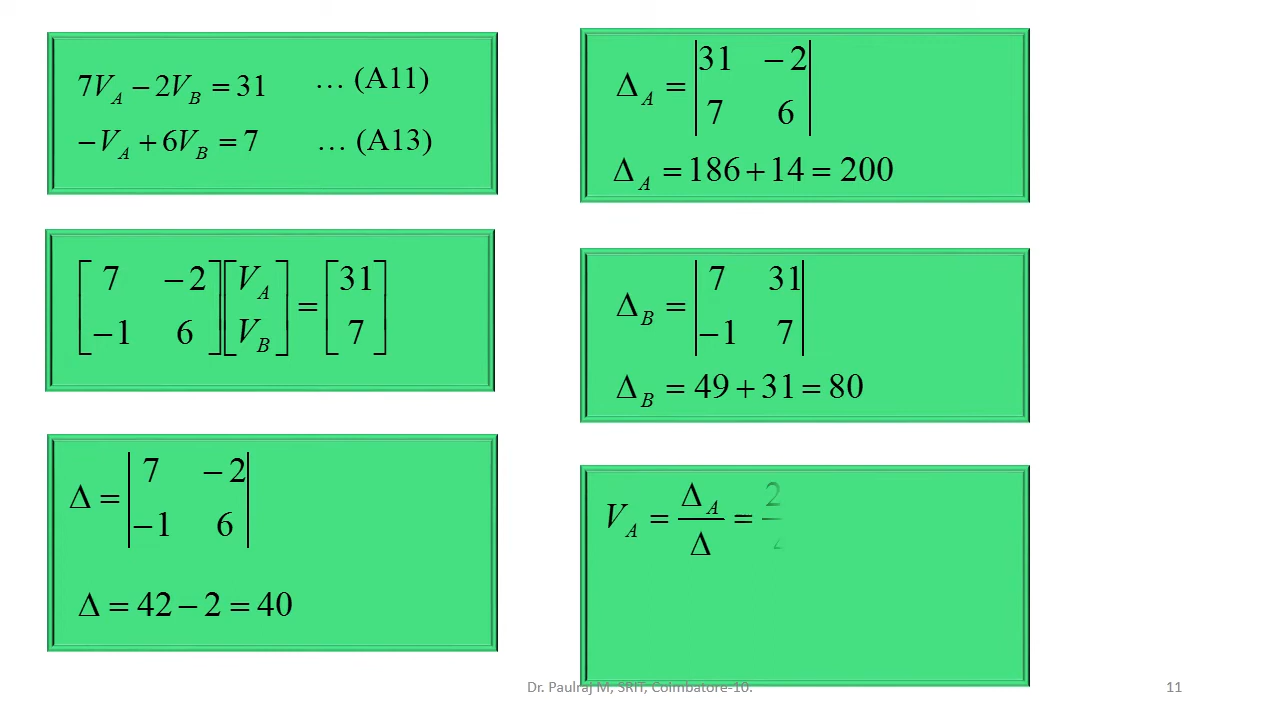 7V_A − 2V_B = 31 … (A11)
−V_A + 6V_B = 7 … (A13)
[7 −2; −1 6] [V_A; V_B] = [31; 7]
Δ = |7 −2; −1 6|
Δ = 42 − 2 = 40
Δ_A = |31 −2; 7 6|
Δ_A = 186 + 14 = 200
Δ_B = |7 31; −1 7|
Δ_B = 49 + 31 = 80
V_A = Δ_A / Δ =
Dr. Paulraj M, SRIT, Coimbatore-10.
11